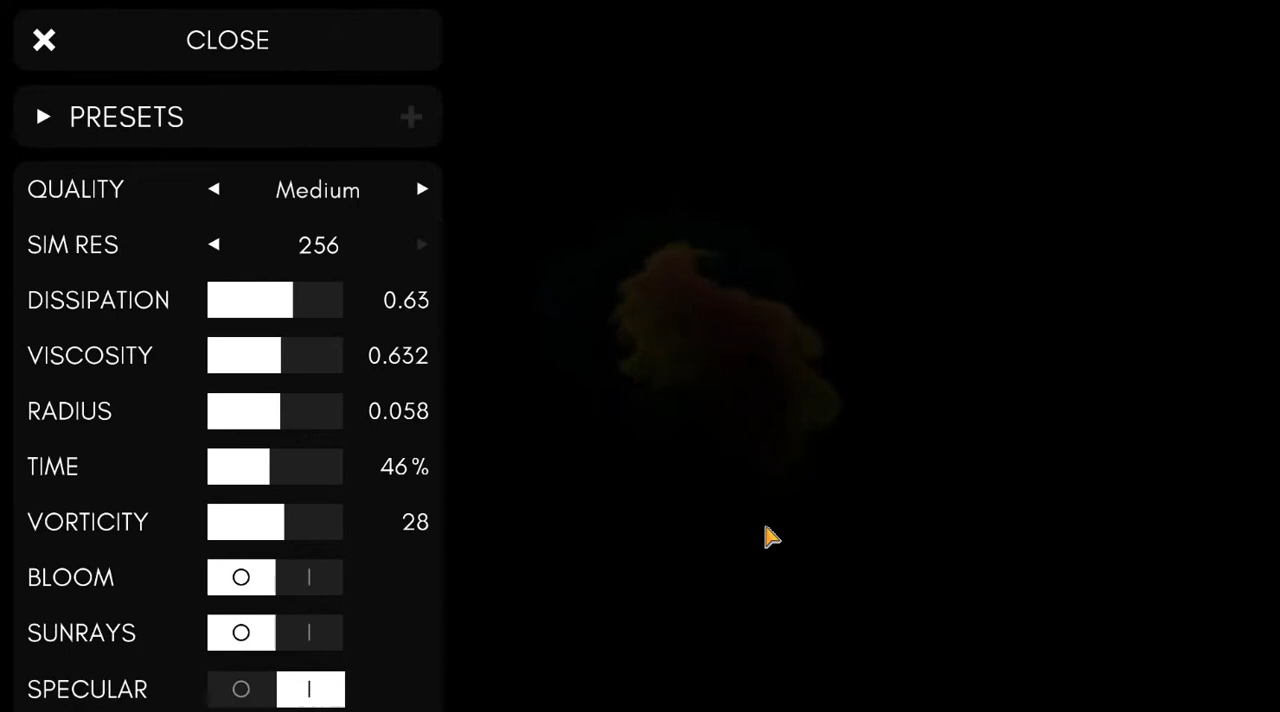 CLOSE
PRESETS
QUALITY Medium
SIM RES 256
DISSIPATION 0.63
VISCOSITY 0.632
RADIUS 0.058
TIME 46%
VORTICITY 28
BLOOM
SUNRAYS
SPECULAR